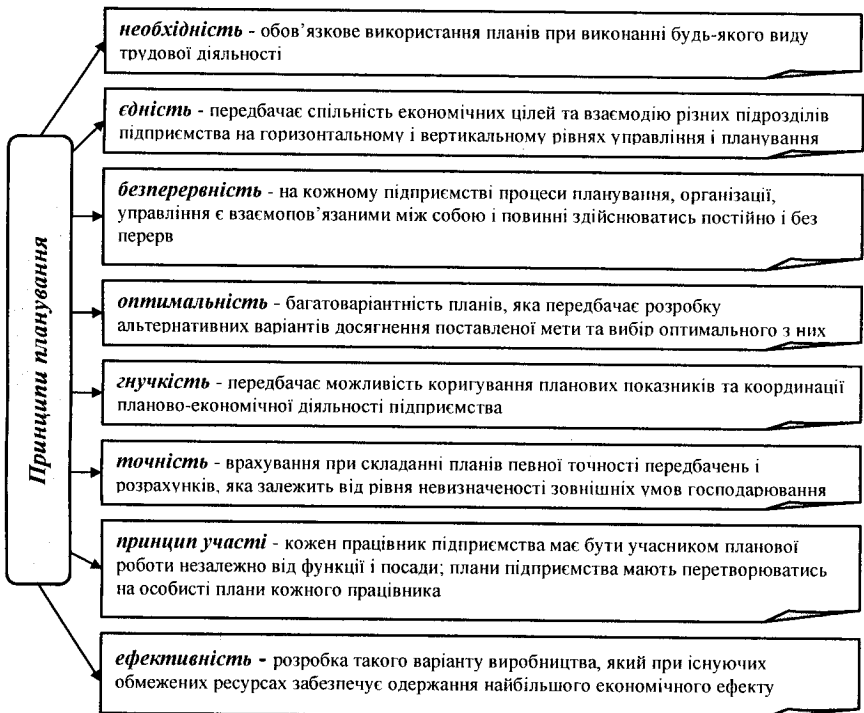 Принципи планування
необхідність - обов’язкове використання планів при виконанні будь-якого виду
трудової діяльності
єдність - передбачає спільність економічних цілей та взаємодію різних підрозділів
підприємства на горизонтальному і вертикальному рівнях управління і планування
безперервність - на кожному підприємстві процеси планування, організації,
управління є взаємопов’язаними між собою і повинні здійснюватись постійно і без
перерв
оптимальність - багатоваріантність планів, яка передбачає розробку
альтернативних варіантів досягнення поставленої мети та вибір оптимального з них
гнучкість - передбачає можливість коригування планових показників та координації
планово-економічної діяльності підприємства
точність - врахування при складанні планів певної точності передбачень і
розрахунків, яка залежить від рівня невизначеності зовнішніх умов господарювання
принцип участі - кожен працівник підприємства має бути учасником планової
роботи незалежно від функції і посади; плани підприємства мають перетворюватись
на особисті плани кожного працівника
ефективність - розробка такого варіанту виробництва, який при існуючих
обмежених ресурсах забезпечує одержання найбільшого економічного ефекту